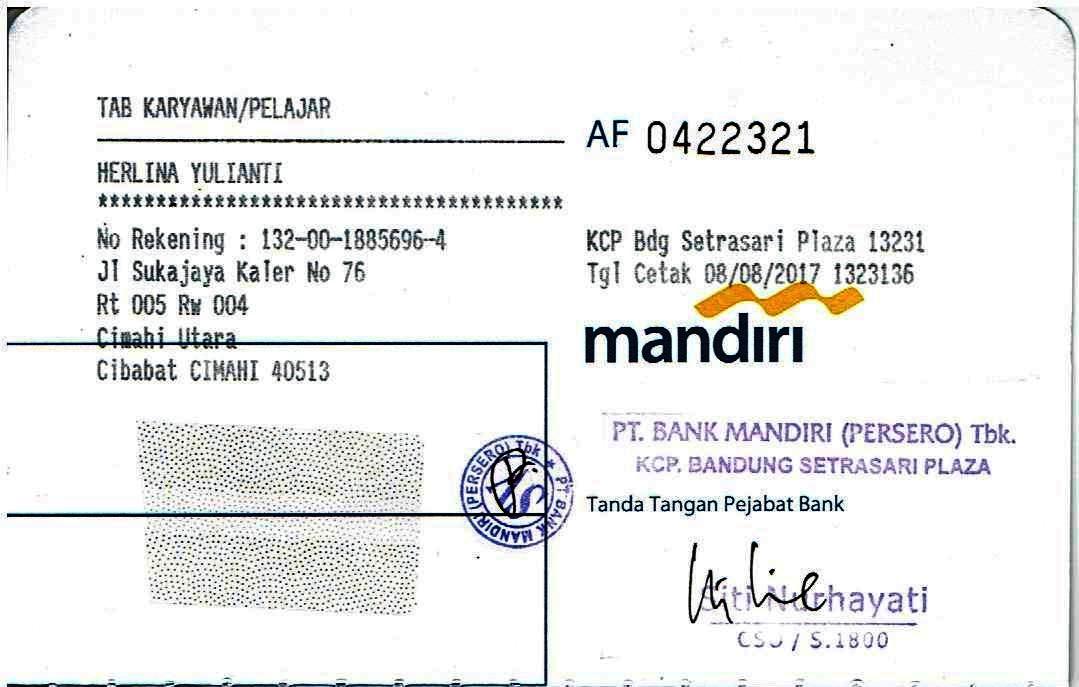 TAB KARYAWAN/PELAJAR
AF 0422321
HERLINA YULIANTI
****************************************
No Rekening : 132-00-1885696-4
Jl Sukajaya Kaler No 76
Rt 005 Rw 004
Cimahi Utara
Cibabat CIMAHI 40513
KCP Bdg Setrasari Plaza 13231
Tgl Cetak 08/08/2017 1323136
mandiri
PT. BANK MANDIRI (PERSERO) Tbk.
KCP. BANDUNG SETRASARI PLAZA
PT BANK MANDIRI (PERSERO) Tbk *
Tanda Tangan Pejabat Bank
Siti Nurhayati
CSO / S.1800